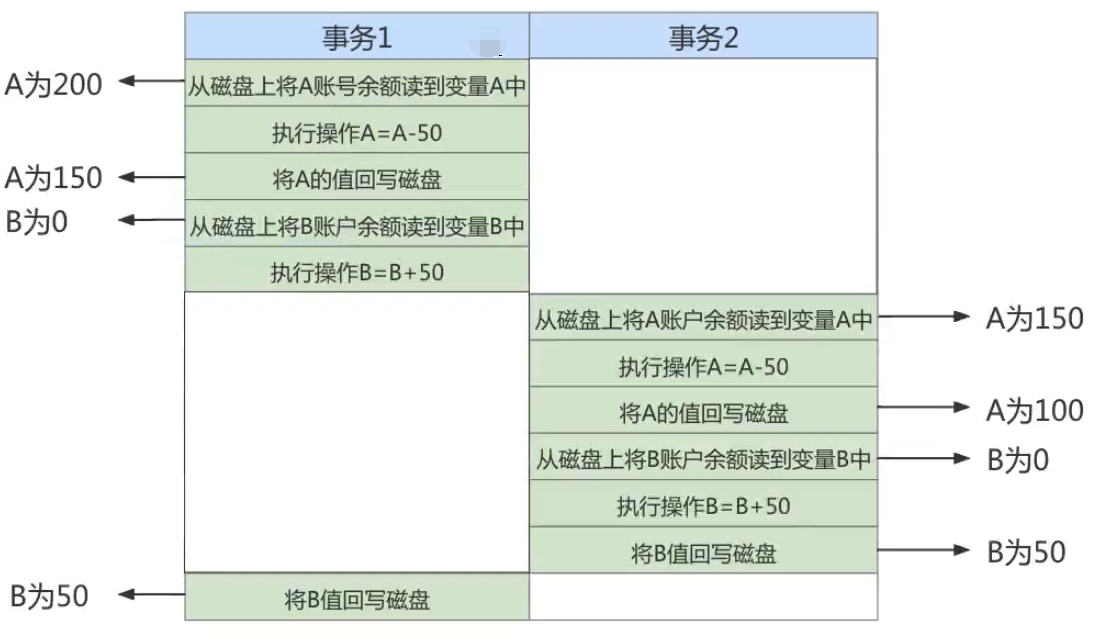 事务1 事务2
A为200 从磁盘上将A账号余额读到变量A中
执行操作A=A-50
A为150 将A的值回写磁盘
B为0 从磁盘上将B账户余额读到变量B中
执行操作B=B+50
从磁盘上将A账户余额读到变量A中 A为150
执行操作A=A-50
将A的值回写磁盘 A为100
从磁盘上将B账户余额读到变量B中 B为0
执行操作B=B+50
将B值回写磁盘 B为50
B为50 将B值回写磁盘